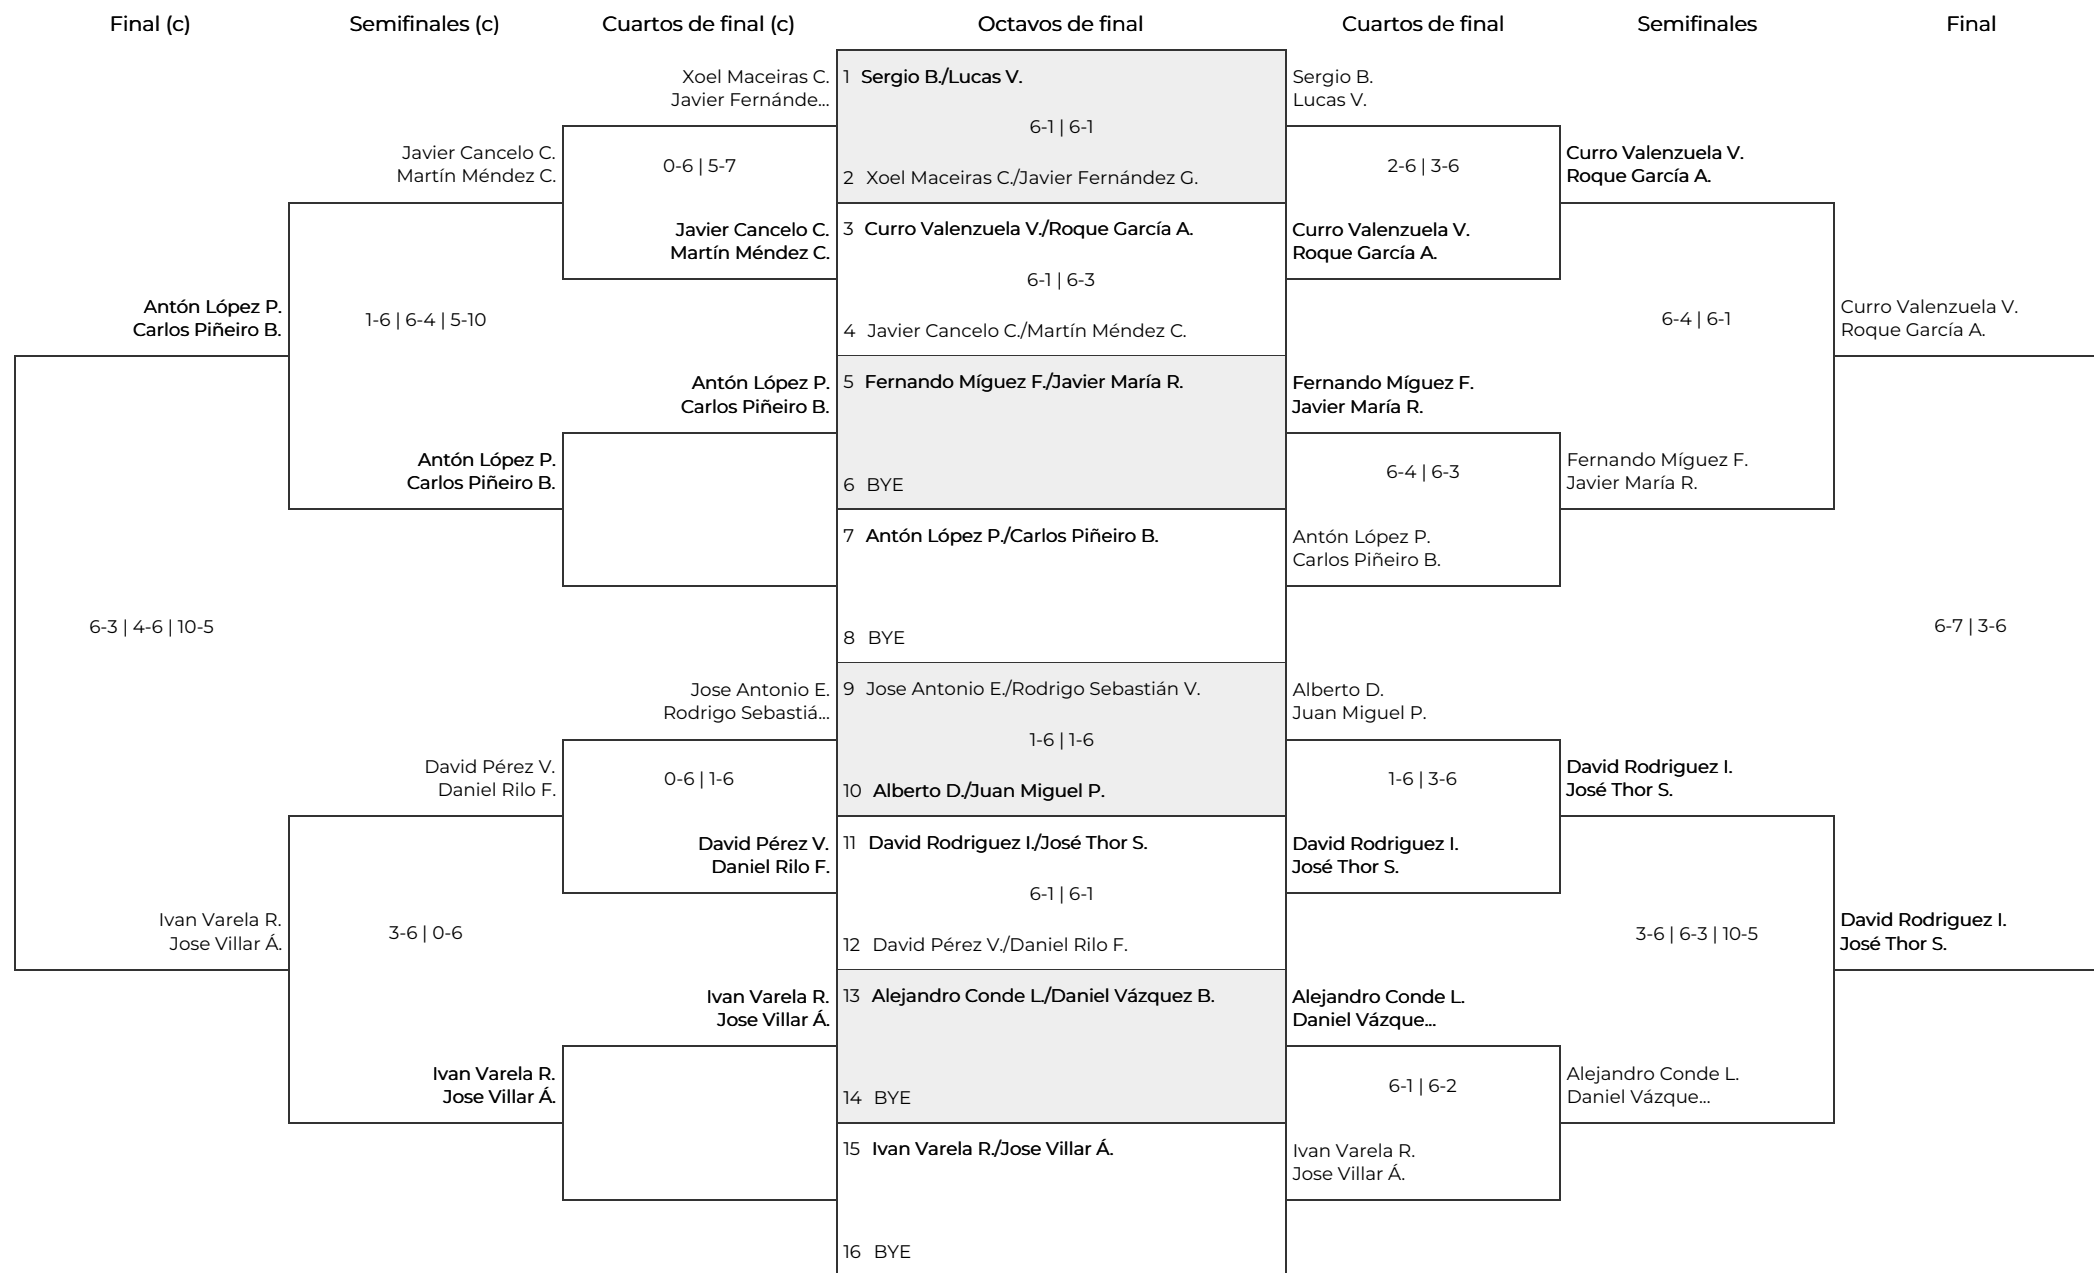 Final (c)
Semifinales (c)
Cuartos de final (c)
Octavos de final
Cuartos de final
Semifinales
Final
Antón López P.
Carlos Piñeiro B.
6-3 | 4-6 | 10-5
Ivan Varela R.
Jose Villar Á.
Javier Cancelo C.
Martín Méndez C.
1-6 | 6-4 | 5-10
Antón López P.
Carlos Piñeiro B.
David Pérez V.
Daniel Rilo F.
3-6 | 0-6
Ivan Varela R.
Jose Villar Á.
Xoel Maceiras C.
Javier Fernánde...
0-6 | 5-7
Javier Cancelo C.
Martín Méndez C.
Antón López P.
Carlos Piñeiro B.
Jose Antonio E.
Rodrigo Sebastiá...
0-6 | 1-6
David Pérez V.
Daniel Rilo F.
Ivan Varela R.
Jose Villar Á.
1 Sergio B./Lucas V.
6-1 | 6-1
2 Xoel Maceiras C./Javier Fernández G.
3 Curro Valenzuela V./Roque García A.
6-1 | 6-3
4 Javier Cancelo C./Martín Méndez C.
5 Fernando Míguez F./Javier María R.
6 BYE
7 Antón López P./Carlos Piñeiro B.
8 BYE
9 Jose Antonio E./Rodrigo Sebastián V.
1-6 | 1-6
10 Alberto D./Juan Miguel P.
11 David Rodriguez I./José Thor S.
6-1 | 6-1
12 David Pérez V./Daniel Rilo F.
13 Alejandro Conde L./Daniel Vázquez B.
14 BYE
15 Ivan Varela R./Jose Villar Á.
16 BYE
Sergio B.
Lucas V.
2-6 | 3-6
Curro Valenzuela V.
Roque García A.
Fernando Míguez F.
Javier María R.
6-4 | 6-3
Antón López P.
Carlos Piñeiro B.
Alberto D.
Juan Miguel P.
1-6 | 3-6
David Rodriguez I.
José Thor S.
Alejandro Conde L.
Daniel Vázque...
6-1 | 6-2
Ivan Varela R.
Jose Villar Á.
Curro Valenzuela V.
Roque García A.
6-4 | 6-1
Fernando Míguez F.
Javier María R.
David Rodriguez I.
José Thor S.
3-6 | 6-3 | 10-5
Alejandro Conde L.
Daniel Vázque...
Curro Valenzuela V.
Roque García A.
6-7 | 3-6
David Rodriguez I.
José Thor S.